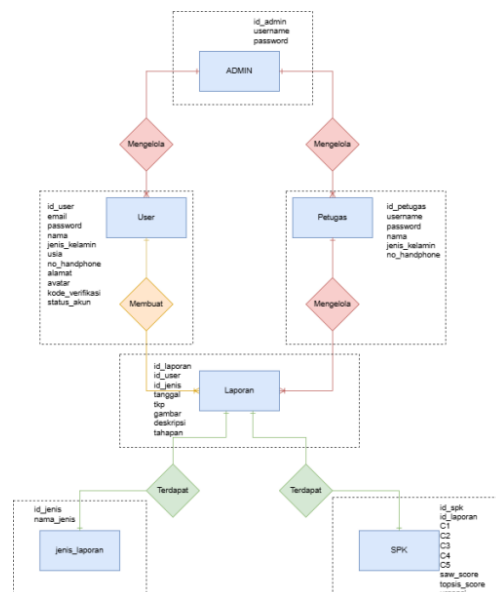 id_admin
username
password
ADMIN
Mengelola
Mengelola
id_user
email
password
nama
jenis_kelamin
usia
no_handphone
alamat
avatar
kode_verifikasi
status_akun
User
Petugas
id_petugas
username
password
nama
jenis_kelamin
no_handphone
Membuat
Mengelola
id_laporan
id_user
id_jenis
tanggal
tkp
gambar
deskripsi
tahapan
Laporan
Terdapat
Terdapat
id_jenis
nama_jenis
jenis_laporan
id_spk
id_laporan
C1
C2
C3
C4
C5
saw_score
topsis_score
SPK